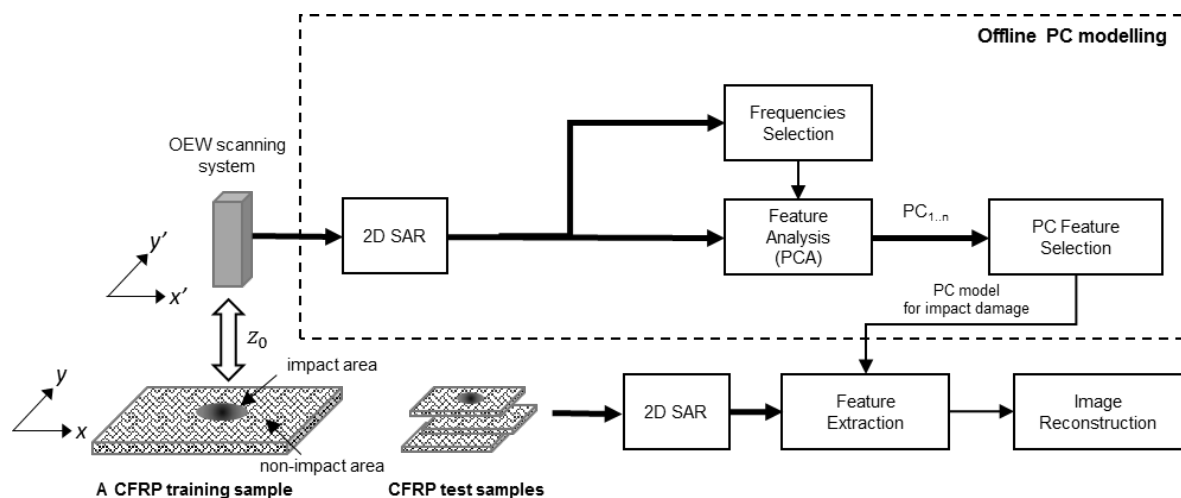 Offline PC modelling
Frequencies
Selection
OEW scanning
system
2D SAR
Feature
Analysis
(PCA)
PC1..n
PC Feature
Selection
y'
x'
z0
PC model
for impact damage
impact area
y
x
non-impact area
2D SAR
Feature
Extraction
Image
Reconstruction
A CFRP training sample
CFRP test samples